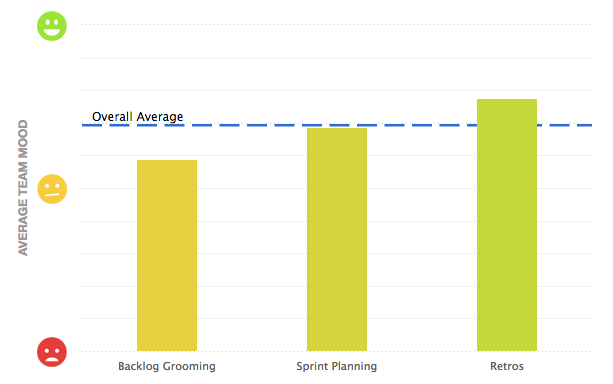 AVERAGE TEAM MOOD
Overall Average
Backlog Grooming
Sprint Planning
Retros